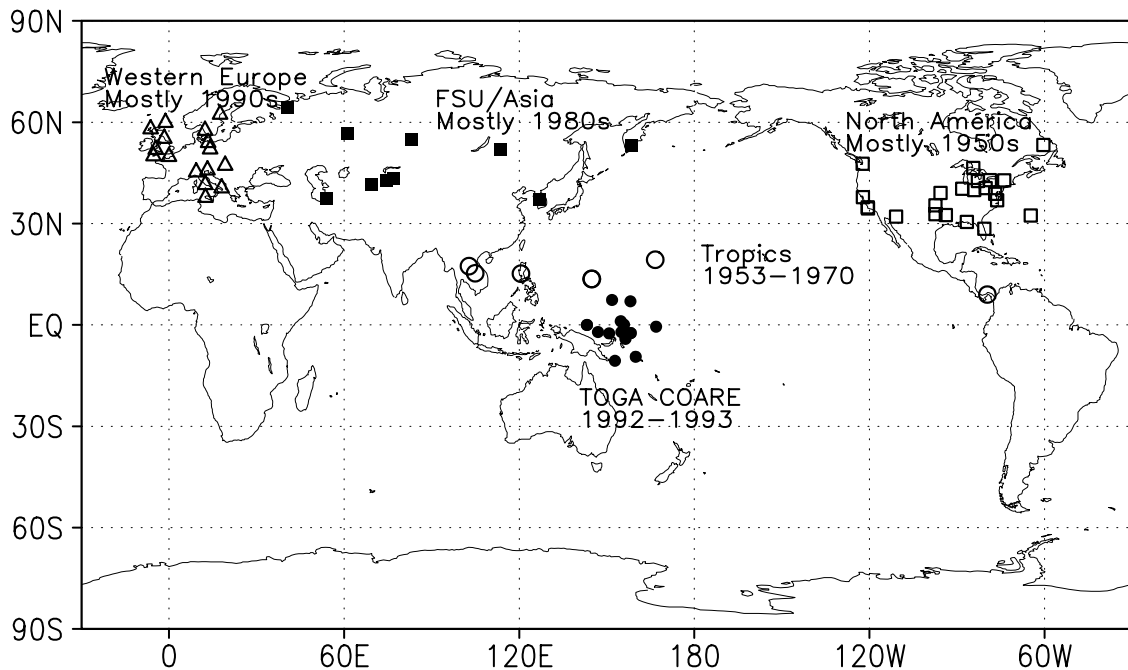 90N
Western Europe
Mostly 1990s
FSU/Asia
Mostly 1980s
North America
Mostly 1950s
60N
30N
Tropics
1953-1970
EQ
TOGA COARE
1992-1993
30S
60S
90S
0 60E 120E 180 120W 60W